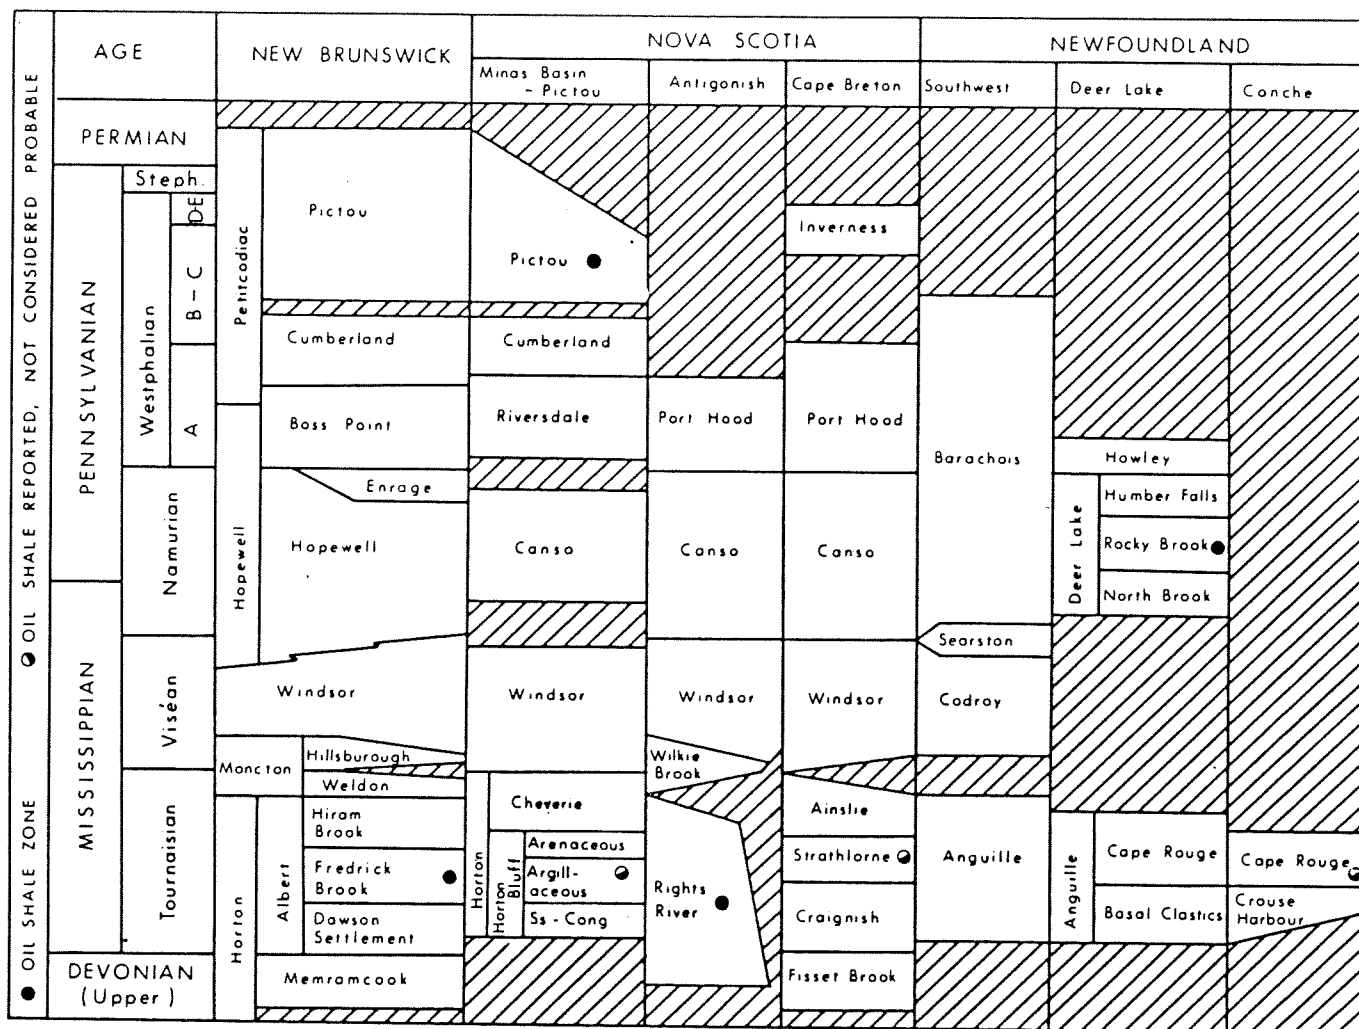 OIL SHALE ZONE
OIL SHALE REPORTED, NOT CONSIDERED PROBABLE
AGE
NEW BRUNSWICK
NOVA SCOTIA
NEWFOUNDLAND
Minas Basin
- Pictou
Antigonish
Cape Breton
Southwest
Deer Lake
Conche
PERMIAN
PENNSYLVANIAN
MISSISSIPPIAN
DEVONIAN
(Upper)
Steph.
Westphalian
DE
B-C
A
Namurian
Viséan
Tournaisian
Petitcodiac
Pictou
Cumberland
Boss Point
Hopewell
Enrage
Hopewell
Windsor
Moncton
Hillsburough
Weldon
Horton
Albert
Hiram
Brook
Fredrick
Brook
Dawson
Settlement
Memramcook
Pictou
Cumberland
Riversdale
Canso
Windsor
Horton
Cheverie
Horton
Bluff
Arenaceous
Argill-
aceous
Ss - Cong
Port Hood
Canso
Windsor
Wilkie
Brook
Rights
River
Inverness
Port Hood
Canso
Windsor
Ainslie
Strathlorne
Craignish
Fisset Brook
Barachois
Searston
Codroy
Anguille
Howley
Deer Lake
Humber Falls
Rocky Brook
North Brook
Anguille
Cape Rouge
Basal Clastics
Cape Rouge
Crouse
Harbour